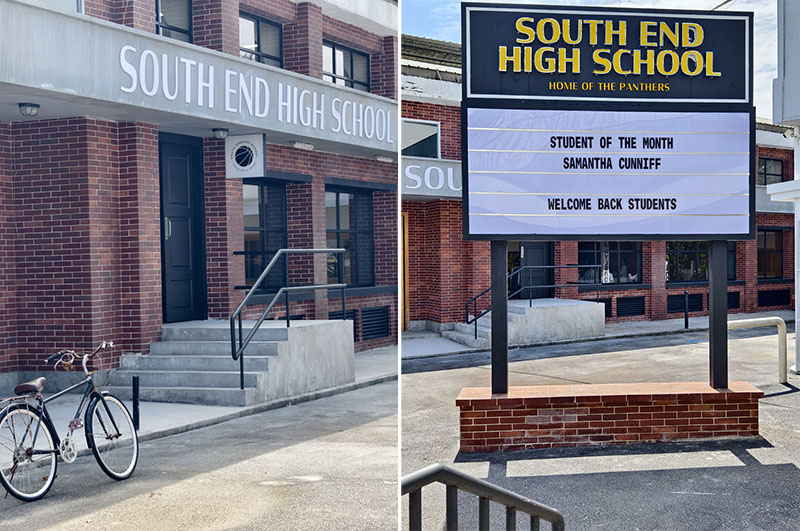 SOUTH END HIGH SCHOOL
SOUTH END
HIGH SCHOOL
HOME OF THE PANTHERS
STUDENT OF THE MONTH
SAMANTHA CUNNIFF
WELCOME BACK STUDENTS
SOU